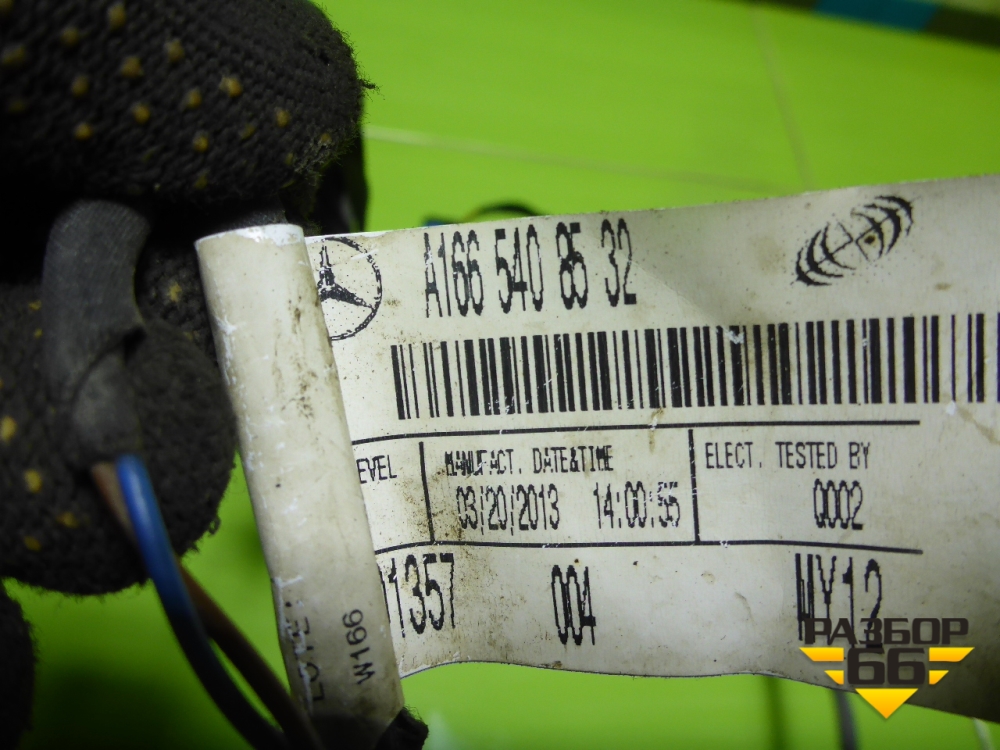 A166 540 85 32
EVEL
MANUFACT. DATE&TIME
03/20/2013 14:00:55
ELECT. TESTED BY
Q002
1357
004
MY12
W166
РАЗБОР
66